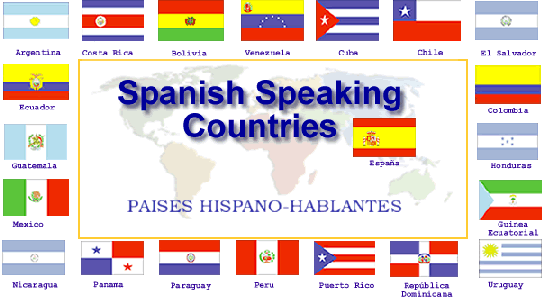 Argentina
Costa Rica
Bolivia
Venezuela
Cuba
Chile
El Salvador
Ecuador
Spanish Speaking
Countries
Colombia
Guatemala
España
Honduras
Mexico
PAISES HISPANO-HABLANTES
Guinea
Ecuatorial
Nicaragua
Panama
Paraguay
Peru
Puerto Rico
República
Dominicana
Uruguay